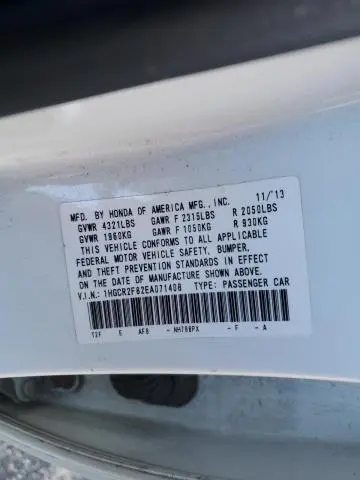 MFD. BY HONDA OF AMERICA MFG., INC. 11/'13
GVWR 4321LBS GAWR F 2315LBS R 2050LBS
GVWR 1960KG GAWR F 1050KG R 930KG
THIS VEHICLE CONFORMS TO ALL APPLICABLE
FEDERAL MOTOR VEHICLE SAFETY, BUMPER,
AND THEFT PREVENTION STANDARDS IN EFFECT
ON THE DATE OF MANUFACTURE SHOWN ABOVE.
V.I.N.: 1HGCR2F82EA071408 TYPE: PASSENGER CAR
T2F E AF8 - NH788PX - F - A